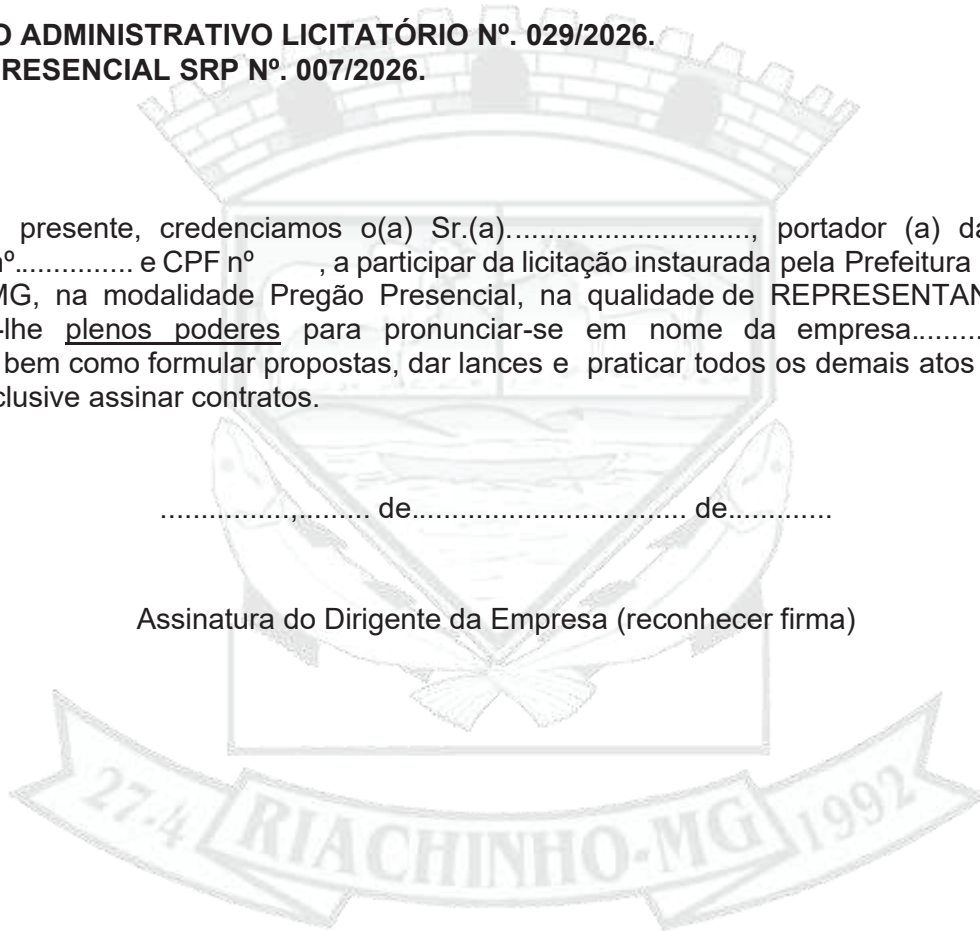 O ADMINISTRATIVO LICITATÓRIO Nº. 029/2026.
RESENCIAL SRP Nº. 007/2026.
presente, credenciamos o(a) Sr.(a)............................., portador (a) da
nº.............. e CPF nº , a participar da licitação instaurada pela Prefeitura
MG, na modalidade Pregão Presencial, na qualidade de REPRESENTAN
-lhe plenos poderes para pronunciar-se em nome da empresa.........
bem como formular propostas, dar lances e praticar todos os demais atos
clusive assinar contratos.
................,......... de................................. de.............
Assinatura do Dirigente da Empresa (reconhecer firma)
27.4 RIACHINHO-MG 1992